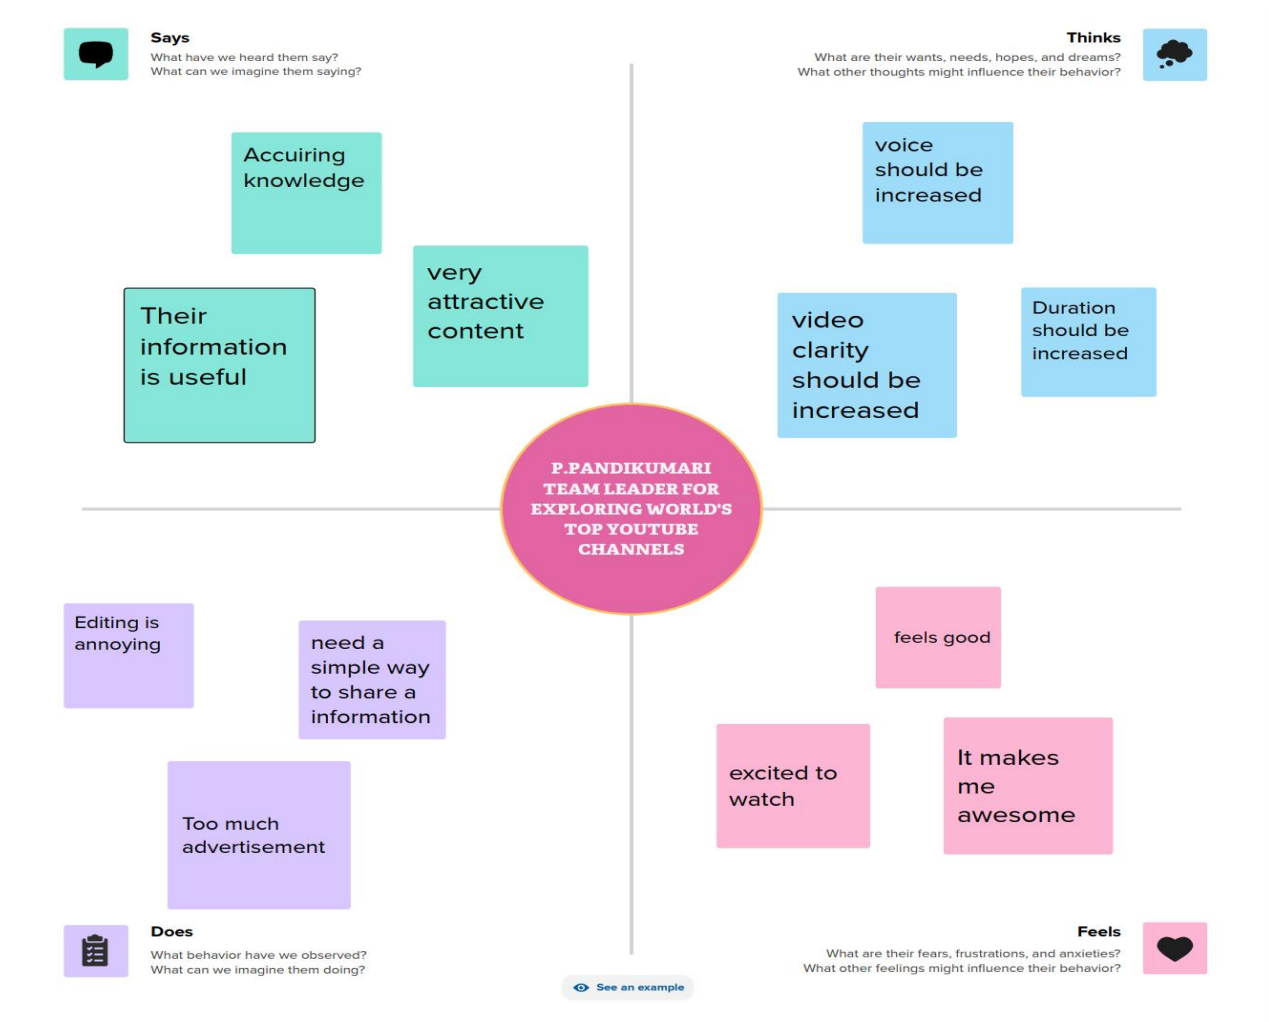 Says
What have we heard them say?
What can we imagine them saying?
Thinks
What are their wants, needs, hopes, and dreams?
What other thoughts might influence their behavior?
Accuiring
knowledge
very
attractive
content
Their
information
is useful
voice
should be
increased
video
clarity
should be
increased
Duration
should be
increased
P.PANDIKUMARI
TEAM LEADER FOR
EXPLORING WORLD'S
TOP YOUTUBE
CHANNELS
Editing is
annoying
need a
simple way
to share a
information
Too much
advertisement
feels good
excited to
watch
It makes
me
awesome
Does
What behavior have we observed?
What can we imagine them doing?
Feels
What are their fears, frustrations, and anxieties?
What other feelings might influence their behavior?
See an example